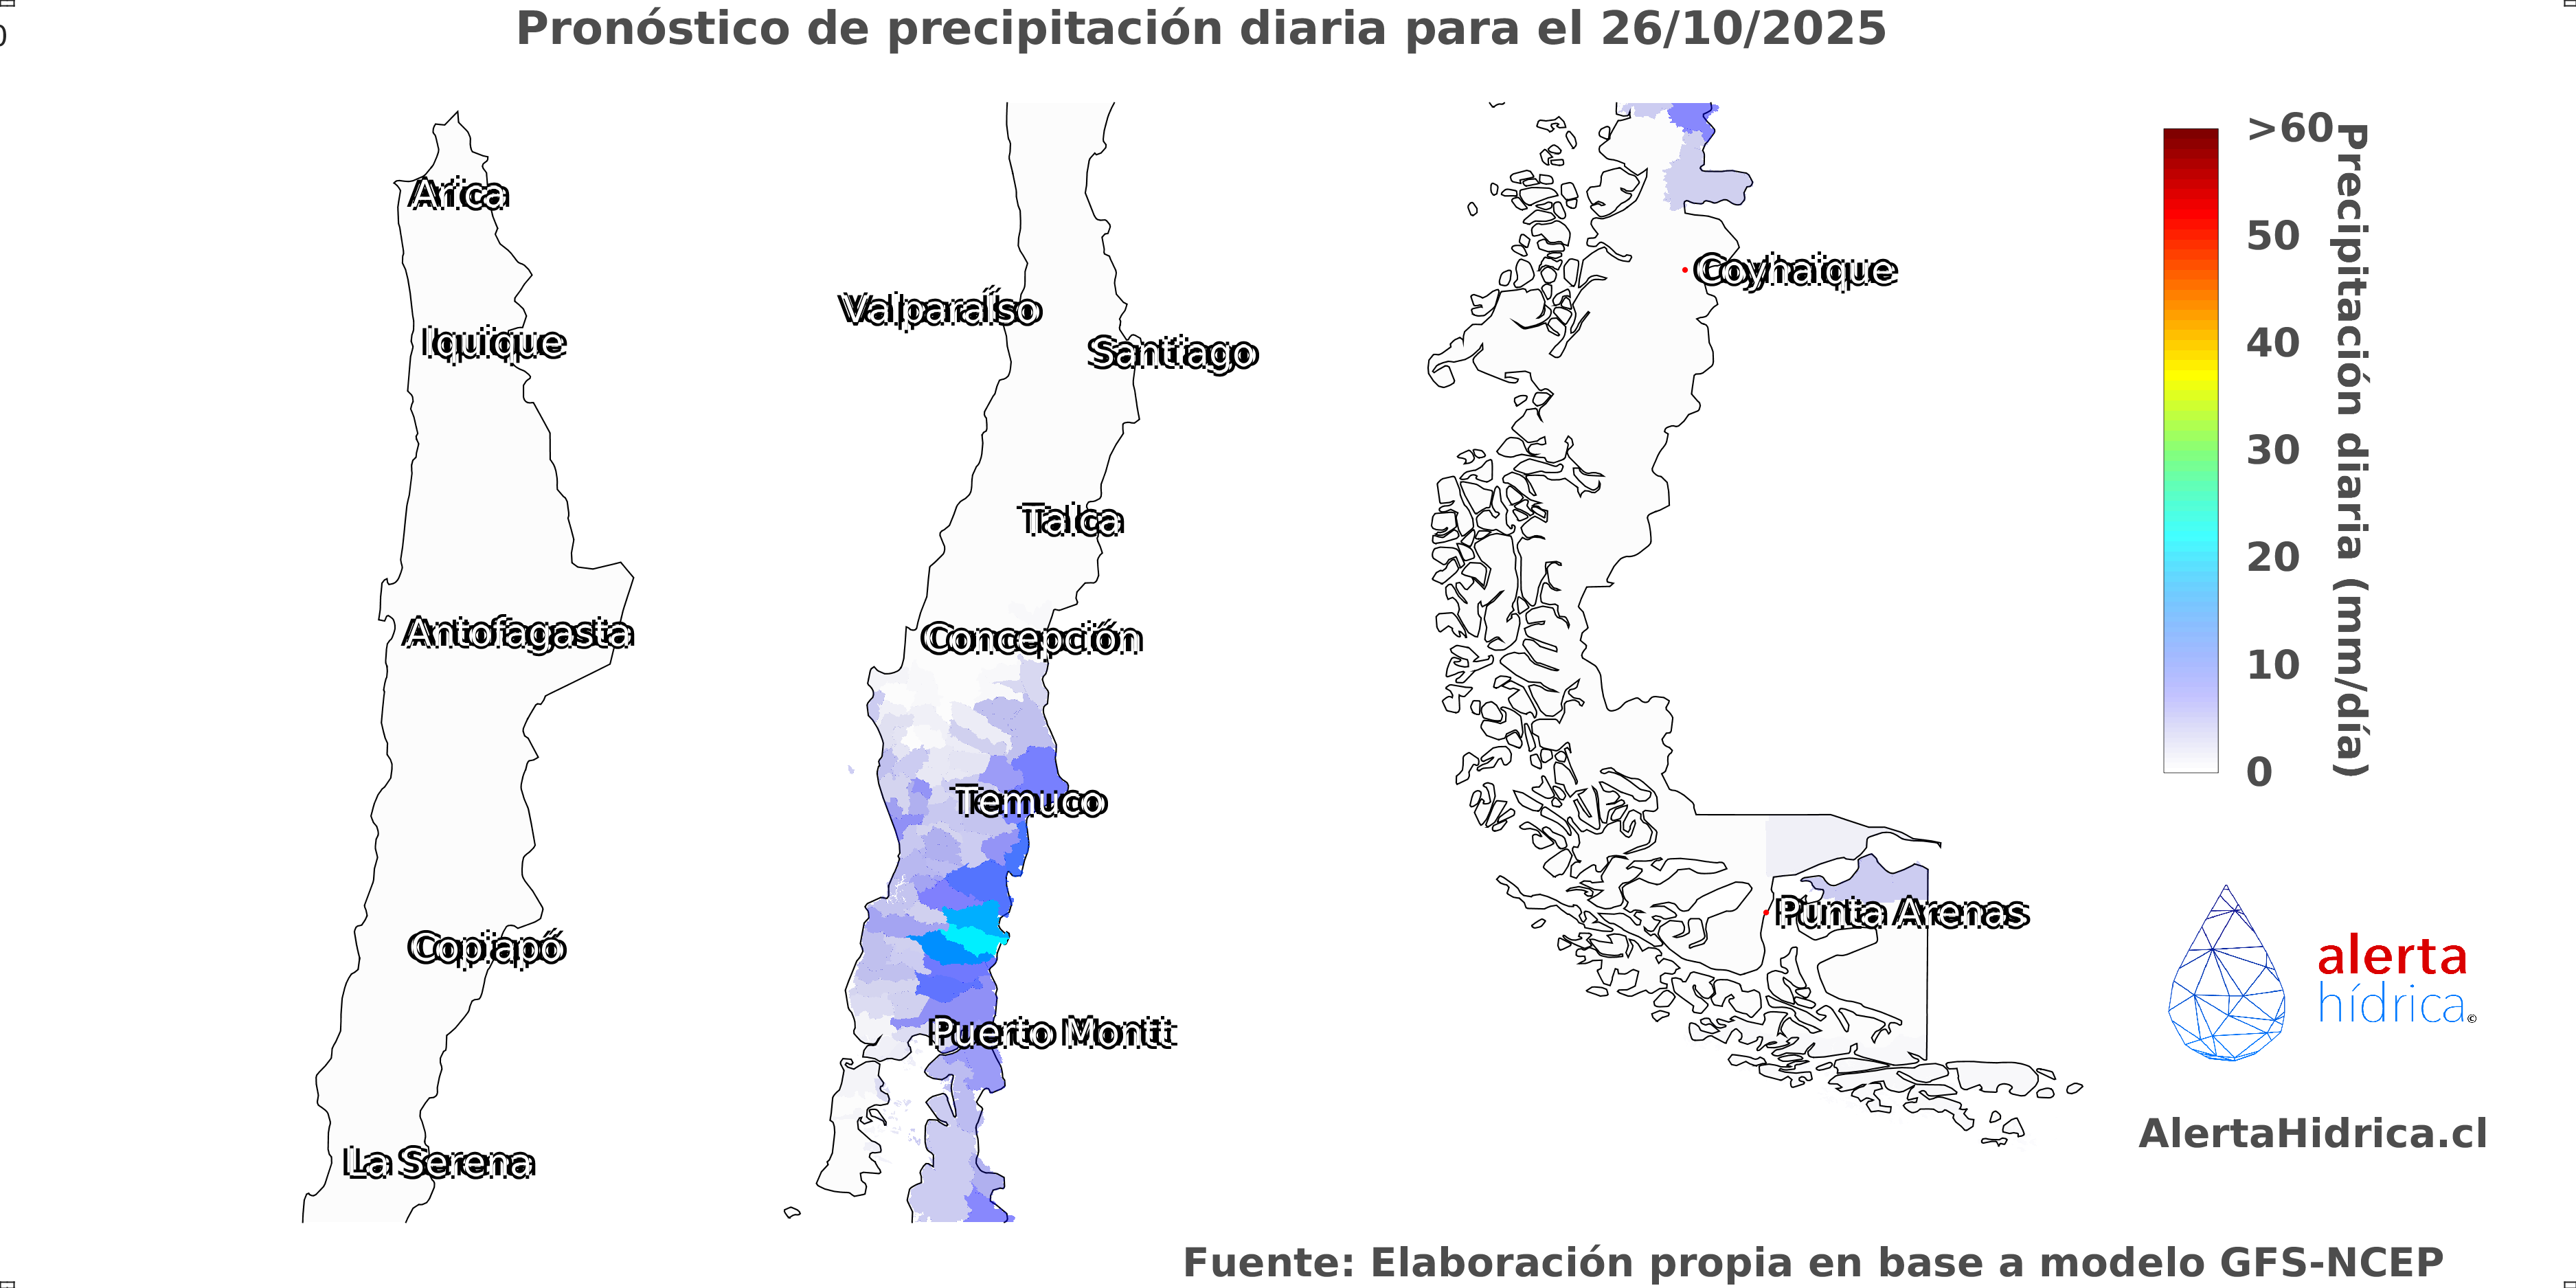 Pronóstico de precipitación diaria para el 26/10/2025
0
Arica
Iquique
Antofagasta
Copiapó
La Serena
Valparaíso
Santiago
Talca
Concepción
Temuco
Puerto Montt
Coyhaique
Punta Arenas
>60
50
40
30
20
10
0
Precipitación diaria (mm/día)
alerta
hídrica©
AlertaHidrica.cl
Fuente: Elaboración propia en base a modelo GFS-NCEP